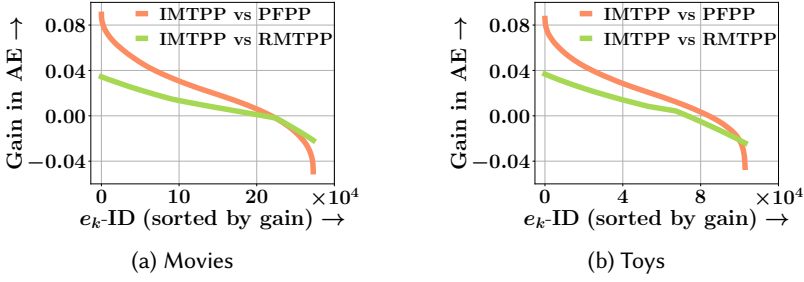 IMTPP vs PFPP
IMTPP vs RMTPP
Gain in AE →
0.08
0.04
0.00
−0.04
0 10 20 ×10⁴
e_k-ID (sorted by gain) →
(a) Movies
IMTPP vs PFPP
IMTPP vs RMTPP
Gain in AE →
0.08
0.04
0.00
−0.04
0 4 8 ×10⁴
e_k-ID (sorted by gain) →
(b) Toys